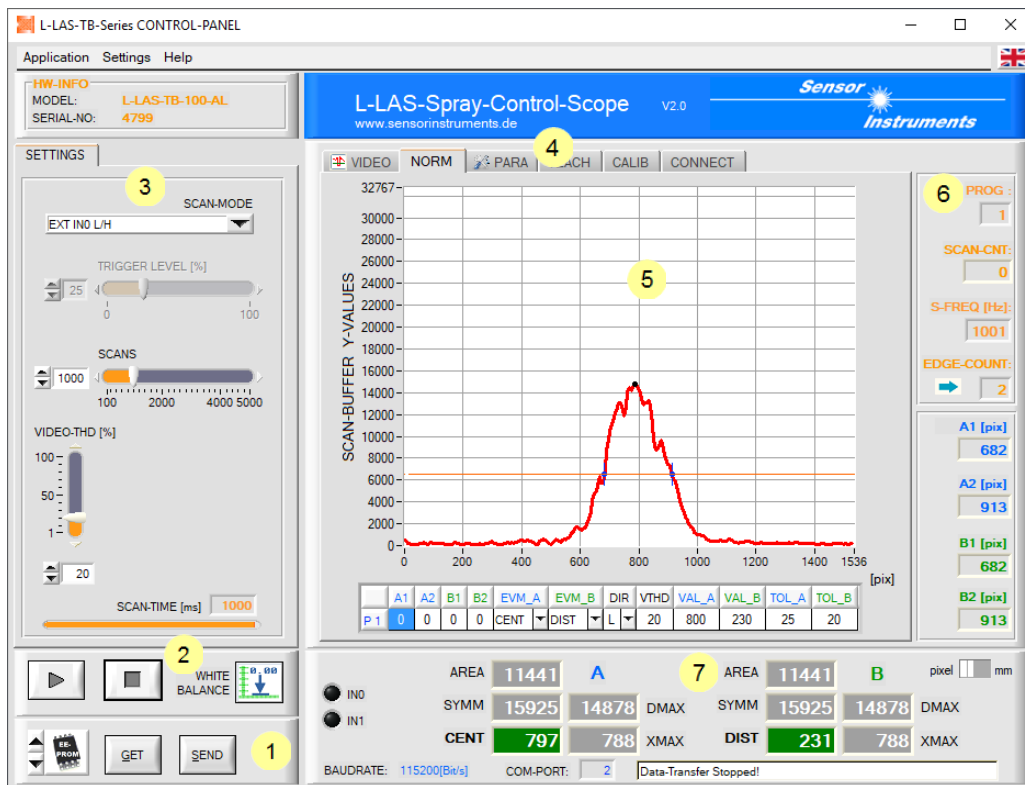 L-LAS-TB-Series CONTROL-PANEL
Application Settings Help
HW-INFO
MODEL: L-LAS-TB-100-AL
SERIAL-NO: 4799
L-LAS-Spray-Control-Scope V2.0
www.sensorinstruments.de
Sensor
Instruments
SETTINGS
3
SCAN-MODE
EXT IN0 L/H
TRIGGER LEVEL [%]
25
0 100
SCANS
1000
100 2000 4000 5000
VIDEO-THD [%]
100
50
1
20
SCAN-TIME [ms] 1000
2
WHITE
BALANCE
0.00
EE-
PROM
GET SEND
1
VIDEO NORM PARA CALIB CONNECT
4
5
SCAN-BUFFER Y-VALUES
32767
30000
28000
26000
24000
22000
20000
18000
16000
14000
12000
10000
8000
6000
4000
2000
0
0 200 400 600 800 1000 1200 1400 1536
[pix]
A1 A2 B1 B2 EVM_A EVM_B DIR VTHD VAL_A VAL_B TOL_A TOL_B
P 1 0 0 0 0 CENT DIST L 20 800 230 25 20
6
PROG :
1
SCAN-CNT:
0
S-FREQ [Hz]:
1001
EDGE-COUNT:
2
A1 [pix]
682
A2 [pix]
913
B1 [pix]
682
B2 [pix]
913
IN0
IN1
AREA 11441 A
SYMM 15925 14878 DMAX
CENT 797 788 XMAX
7
AREA 11441 B
SYMM 15925 14878 DMAX
DIST 231 788 XMAX
pixel mm
BAUDRATE: 115200[Bit/s] COM-PORT: 2 Data-Transfer Stopped!